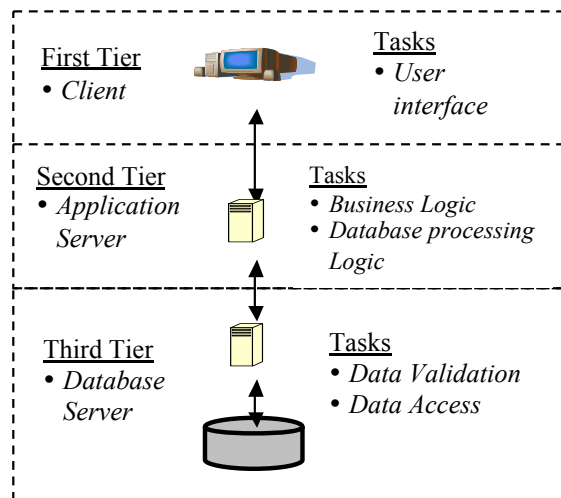 First Tier
• Client
Tasks
• User
interface
Second Tier
• Application
Server
Tasks
• Business Logic
• Database processing
Logic
Third Tier
• Database
Server
Tasks
• Data Validation
• Data Access